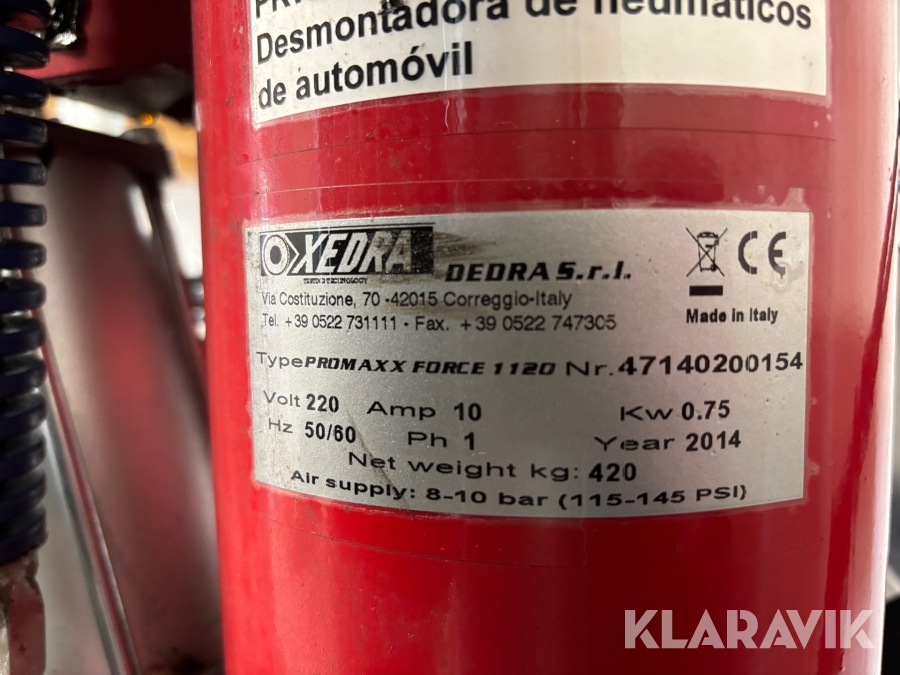 Desmontadora de neumáticos
de automóvil
XEDRA
DEDRA S.r.l.
CE
Via Costituzione, 70 -42015 Correggio-Italy
Tel. +39 0522 731111 · Fax. +39 0522 747305
Made in Italy
Type PROMAXX FORCE 1120 Nr. 47140200154
Volt 220 Amp 10 Kw 0.75
Hz 50/60 Ph 1 Year 2014
Net weight kg: 420
Air supply: 8-10 bar (115-145 PSI)
KLARAVIK